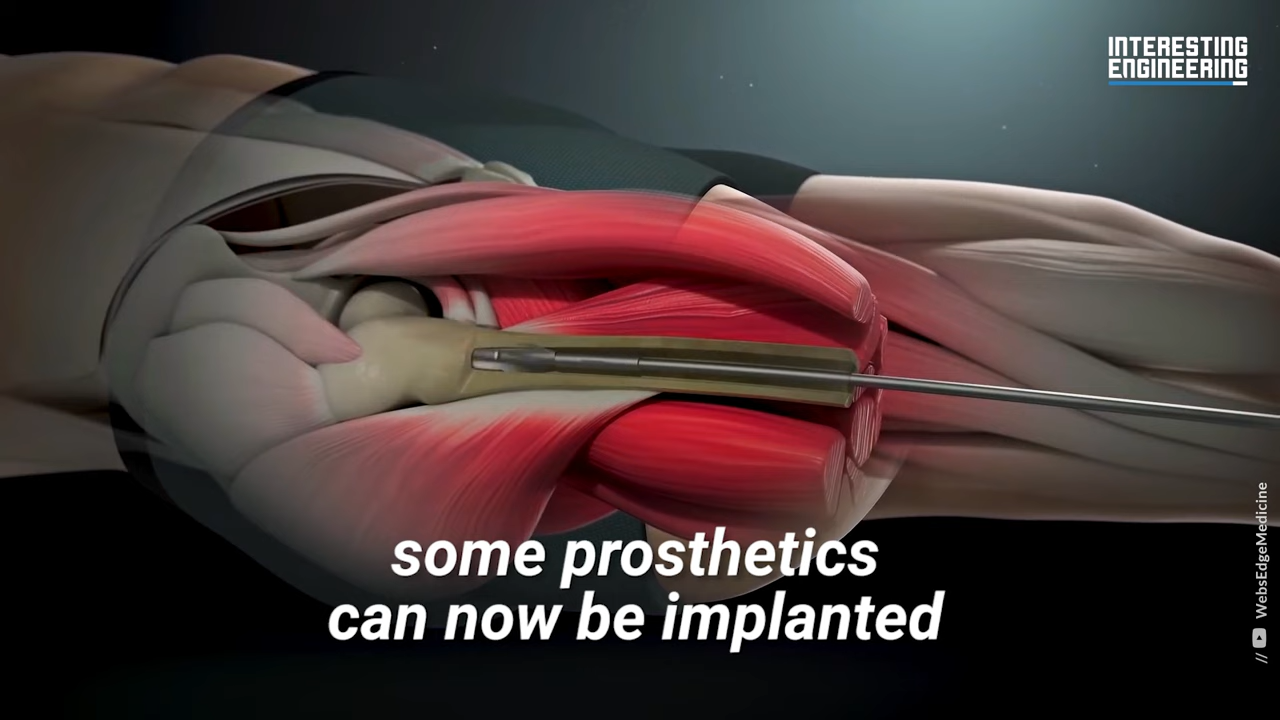 INTERESTING
ENGINEERING
some prosthetics
can now be implanted
// WebsEdgeMedicine